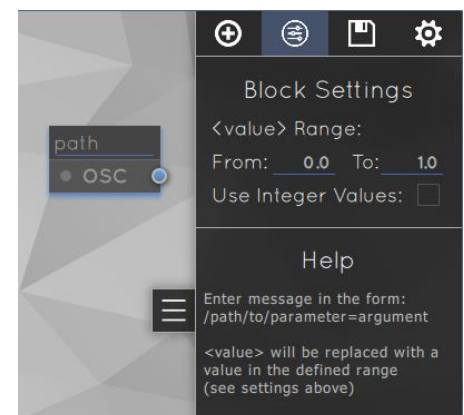 Block Settings
<value> Range:
From: 0.0 To: 1.0
Use Integer Values:
path
OSC
Help
Enter message in the form:
/path/to/parameter=argument
<value> will be replaced with a
value in the defined range
(see settings above)